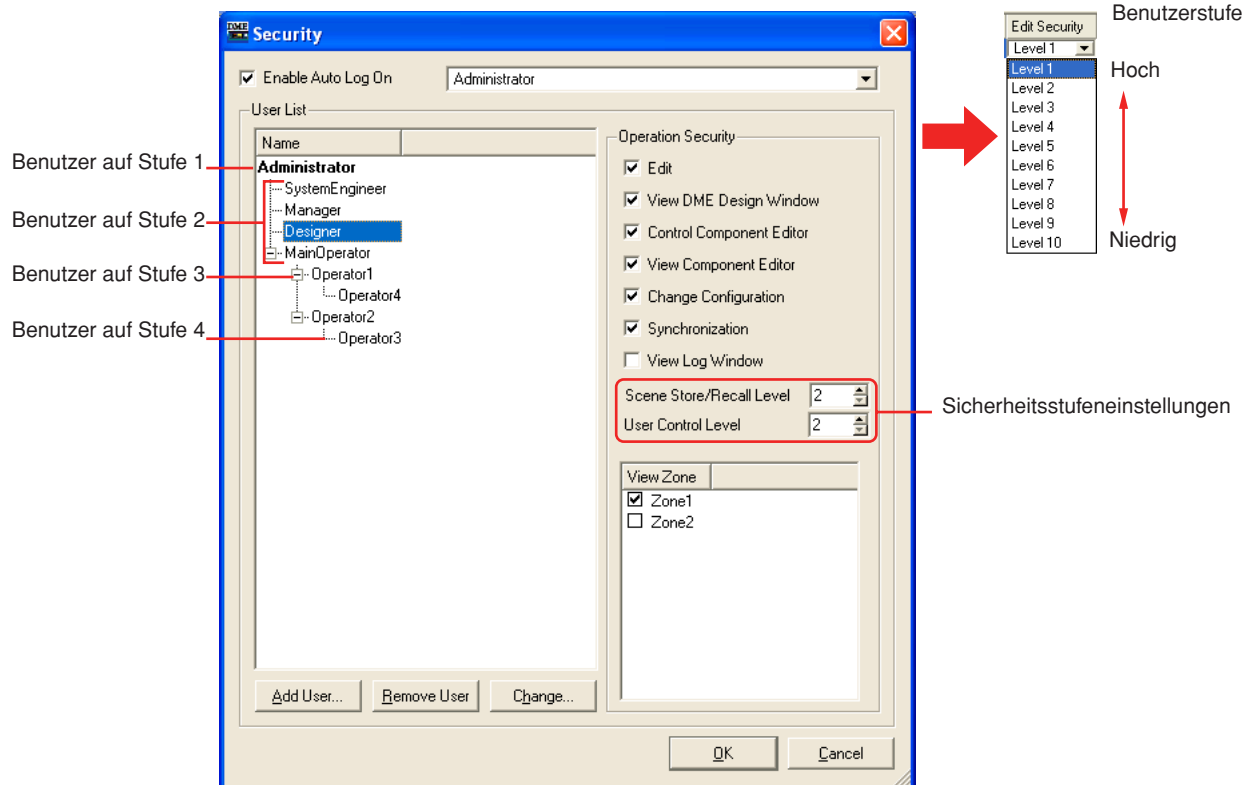 DME
Security
Enable Auto Log On
Administrator
User List
Name
Administrator
SystemEngineer
Manager
Designer
MainOperator
Operator1
Operator4
Operator2
Operator3
Benutzer auf Stufe 1
Benutzer auf Stufe 2
Benutzer auf Stufe 3
Benutzer auf Stufe 4
Operation Security
Edit
View DME Design Window
Control Component Editor
View Component Editor
Change Configuration
Synchronization
View Log Window
Scene Store/Recall Level 2
User Control Level 2
Sicherheitsstufeneinstellungen
View Zone
Zone1
Zone2
Add User...
Remove User
Change...
OK
Cancel
Benutzerstufe
Edit Security
Level 1
Level 1
Level 2
Level 3
Level 4
Level 5
Level 6
Level 7
Level 8
Level 9
Level 10
Hoch
Niedrig